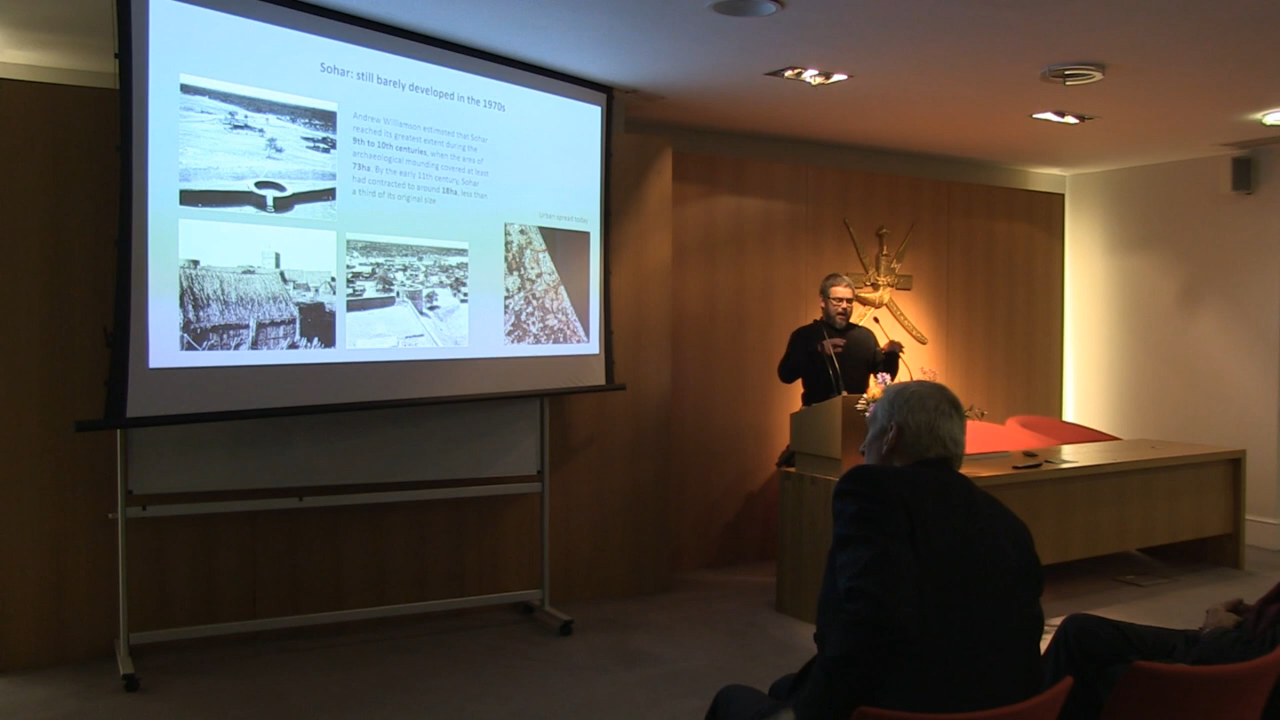 Sohar: still barely developed in the 1970s
Andrew Williamson estimated that Sohar
reached its greatest extent during the
9th to 10th centuries, when the area of
archaeological mounding covered at least
73ha. By the early 11th century, Sohar
had contracted to around 18ha, less than
a third of its original size
Urban spread today